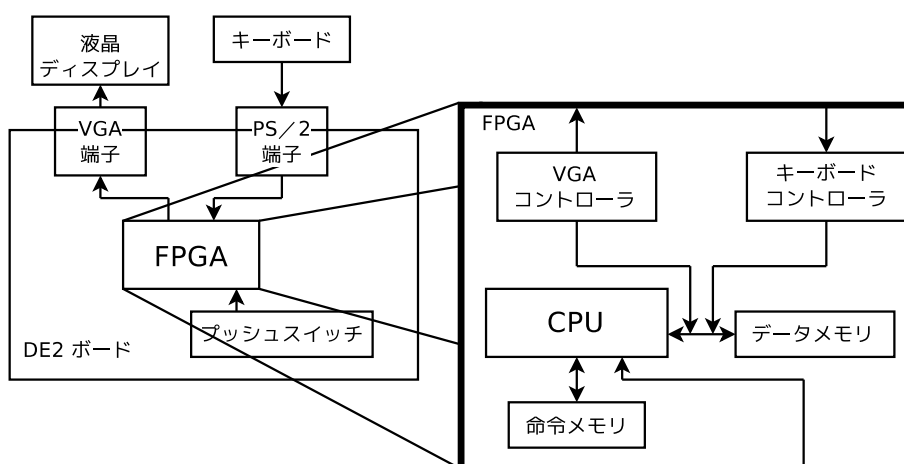 液晶
ディスプレイ
キーボード
VGA
端子
PS／2
端子
FPGA
プッシュスイッチ
DE2 ボード
FPGA
VGA
コントローラ
キーボード
コントローラ
CPU
データメモリ
命令メモリ